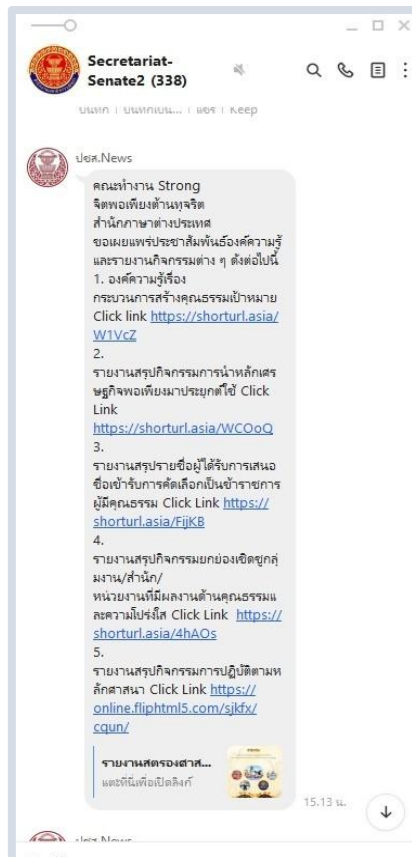 Secretariat-
Senate2 (338)
ปชส.News
คณะทำงาน Strong
จิตพอเพียงต้านทุจริต
สำนักภาษาต่างประเทศ
ขอเผยแพร่ประชาสัมพันธ์องค์ความรู้
และรายงานกิจกรรมต่าง ๆ ดังต่อไปนี้
1. องค์ความรู้เรื่อง
กระบวนการสร้างคุณธรรมเป้าหมาย
Click link https://shorturl.asia/
W1VcZ
2.
รายงานสรุปกิจกรรมการนำหลักเศร
ษฐกิจพอเพียงมาประยุกต์ใช้ Click
Link
https://shorturl.asia/WCOoQ
3.
รายงานสรุปรายชื่อผู้ได้รับการเสนอ
ชื่อเข้ารับการคัดเลือกเป็นข้าราชการ
ผู้มีคุณธรรม Click Link https://
shorturl.asia/FijKB
4.
รายงานสรุปกิจกรรมยกย่องเชิดชูกลุ่
มงาน/สำนัก/
หน่วยงานที่มีผลงานด้านคุณธรรมแ
ละความโปร่งใส Click Link https://
shorturl.asia/4hAOs
5.
รายงานสรุปกิจกรรมการปฏิบัติตามห
ลักศาสนา Click Link https://
online.fliphtml5.com/sjkfx/
cqun/
รายงานสตรองศาส...
แตะที่นี่เพื่อเปิดลิงก์
15.13 น.